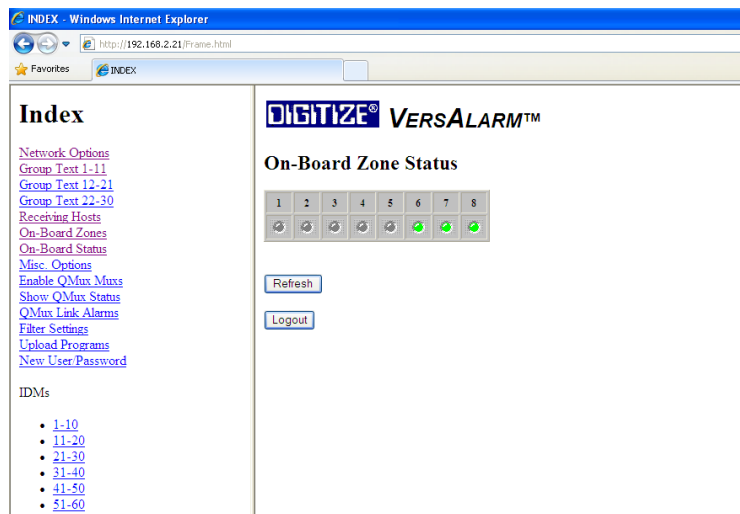 INDEX - Windows Internet Explorer
http://192.168.2.21/Frame.html
Favorites
INDEX
Index
Network Options
Group Text 1-11
Group Text 12-21
Group Text 22-30
Receiving Hosts
On-Board Zones
On-Board Status
Misc. Options
Enable QMux Muxs
Show QMux Status
QMux Link Alarms
Filter Settings
Upload Programs
New User/Password
IDMs
1-10
11-20
21-30
31-40
41-50
51-60
DIGITIZE® VERSALARM™
On-Board Zone Status
1 2 3 4 5 6 7 8
Refresh
Logout